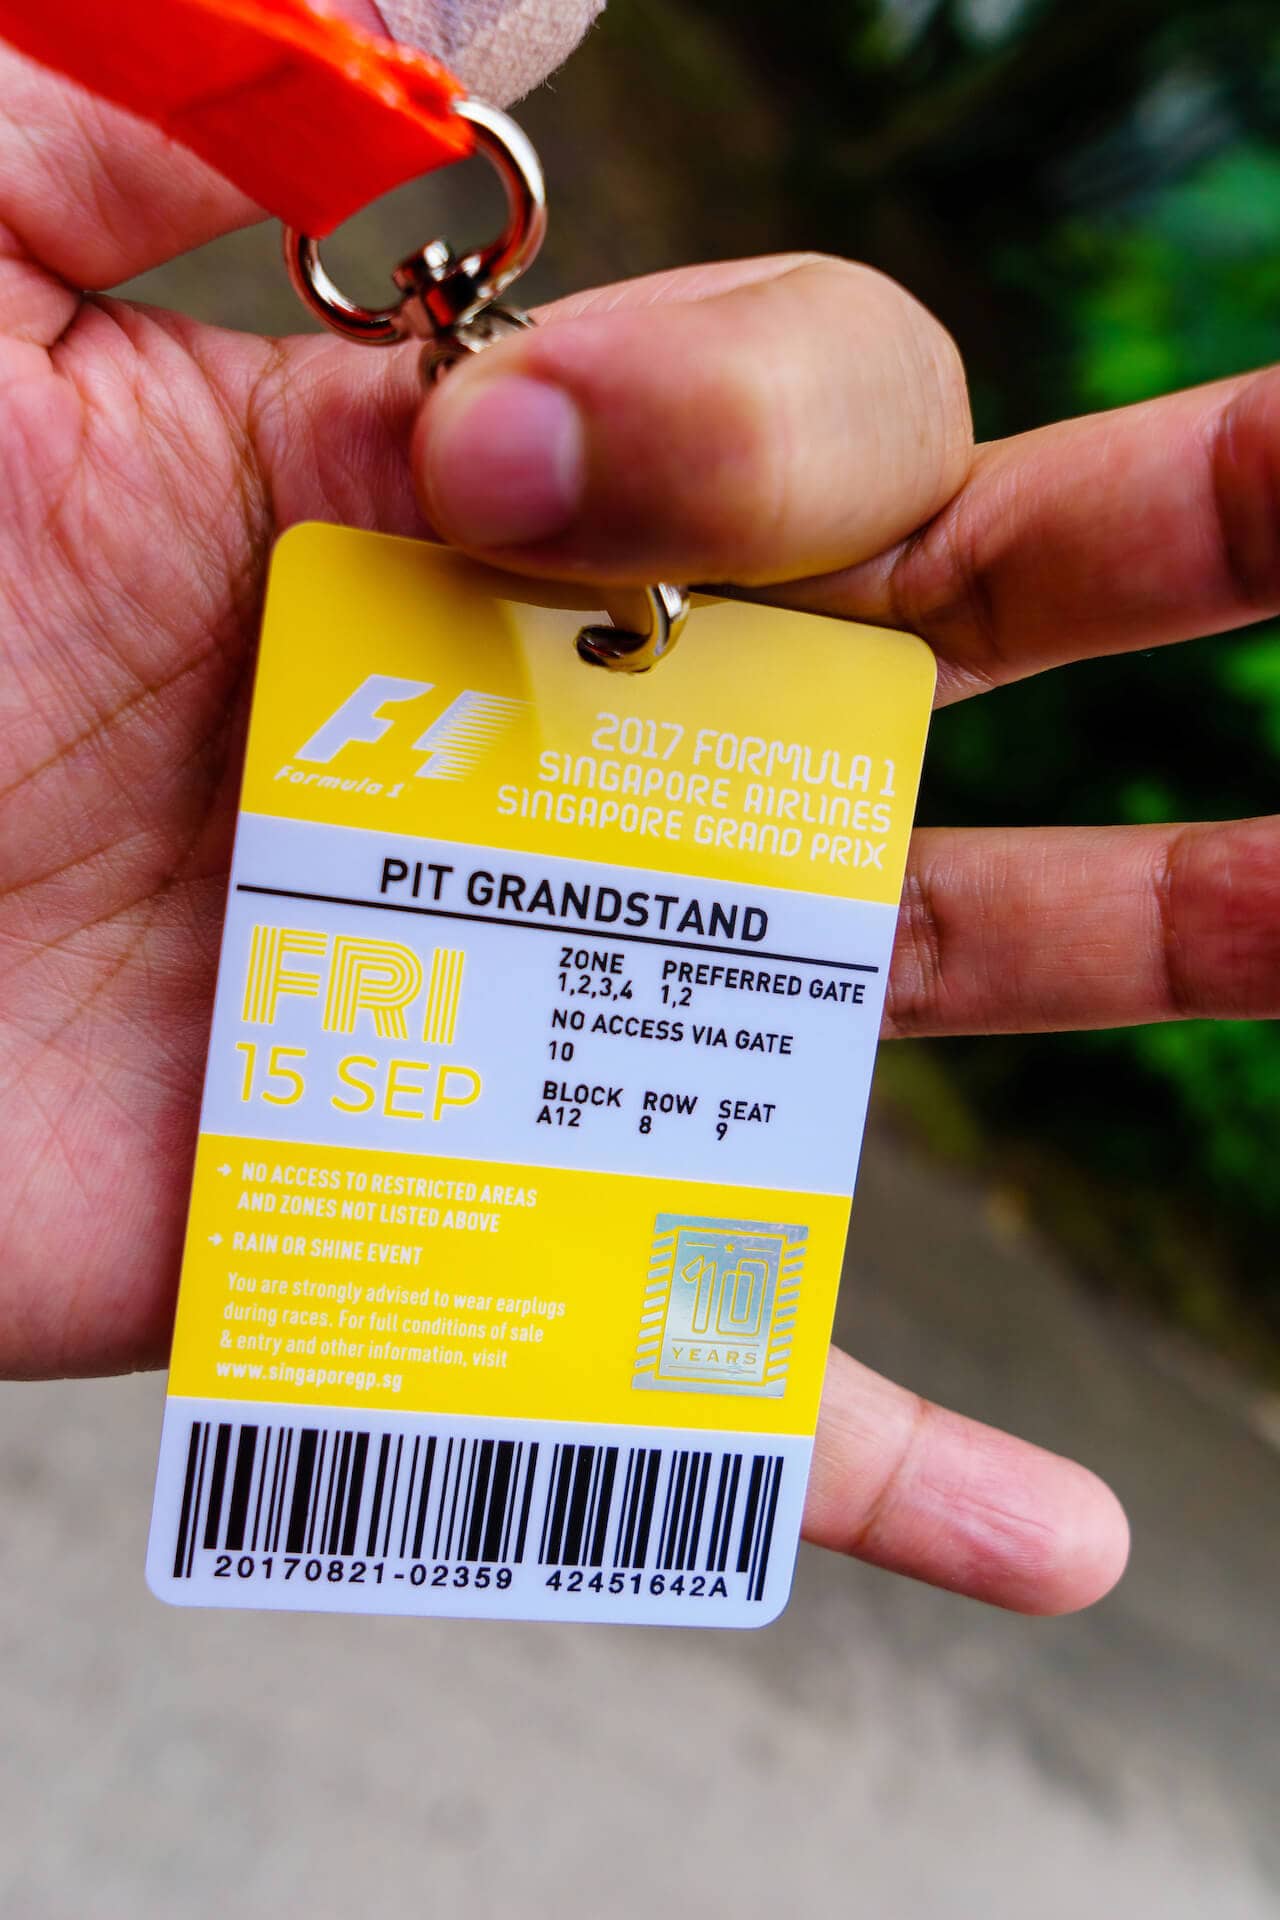 F1
Formula 1
2017 FORMULA 1
SINGAPORE AIRLINES
SINGAPORE GRAND PRIX
PIT GRANDSTAND
FRI
15 SEP
ZONE PREFERRED GATE
1,2,3,4 1,2
NO ACCESS VIA GATE
10
BLOCK ROW SEAT
A12 8 9
→ NO ACCESS TO RESTRICTED AREAS
AND ZONES NOT LISTED ABOVE
→ RAIN OR SHINE EVENT
You are strongly advised to wear earplugs
during races. For full conditions of sale
& entry and other information, visit
www.singaporegp.sg
10
YEARS
20170821-02359 42451642A